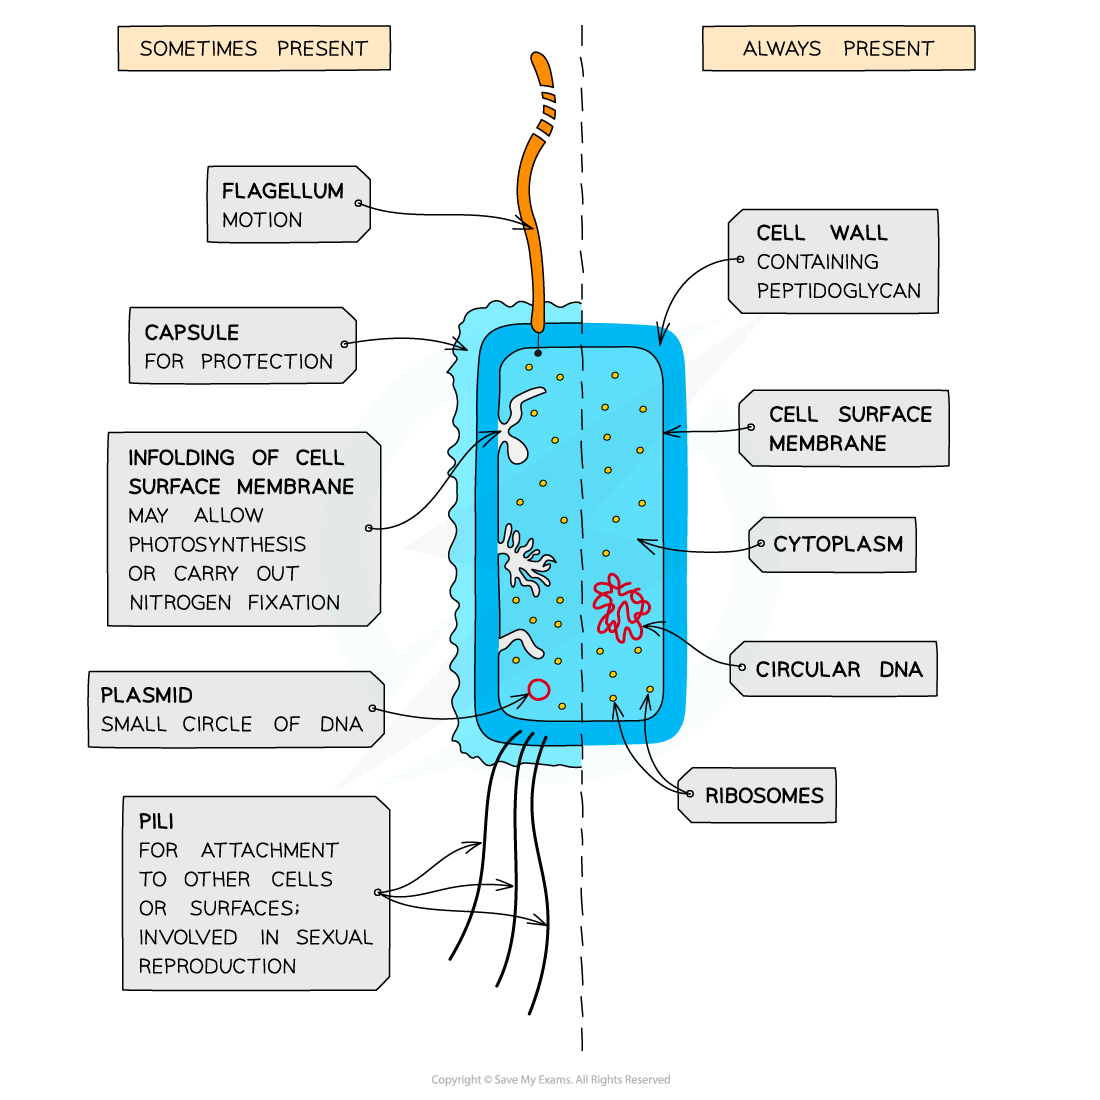 SOMETIMES PRESENT
ALWAYS PRESENT
FLAGELLUM
MOTION
CELL WALL
CONTAINING
PEPTIDOGLYCAN
CAPSULE
FOR PROTECTION
CELL SURFACE
MEMBRANE
INFOLDING OF CELL
SURFACE MEMBRANE
MAY ALLOW
PHOTOSYNTHESIS
OR CARRY OUT
NITROGEN FIXATION
CYTOPLASM
CIRCULAR DNA
PLASMID
SMALL CIRCLE OF DNA
RIBOSOMES
PILI
FOR ATTACHMENT
TO OTHER CELLS
OR SURFACES;
INVOLVED IN SEXUAL
REPRODUCTION
Copyright © Save My Exams. All Rights Reserved